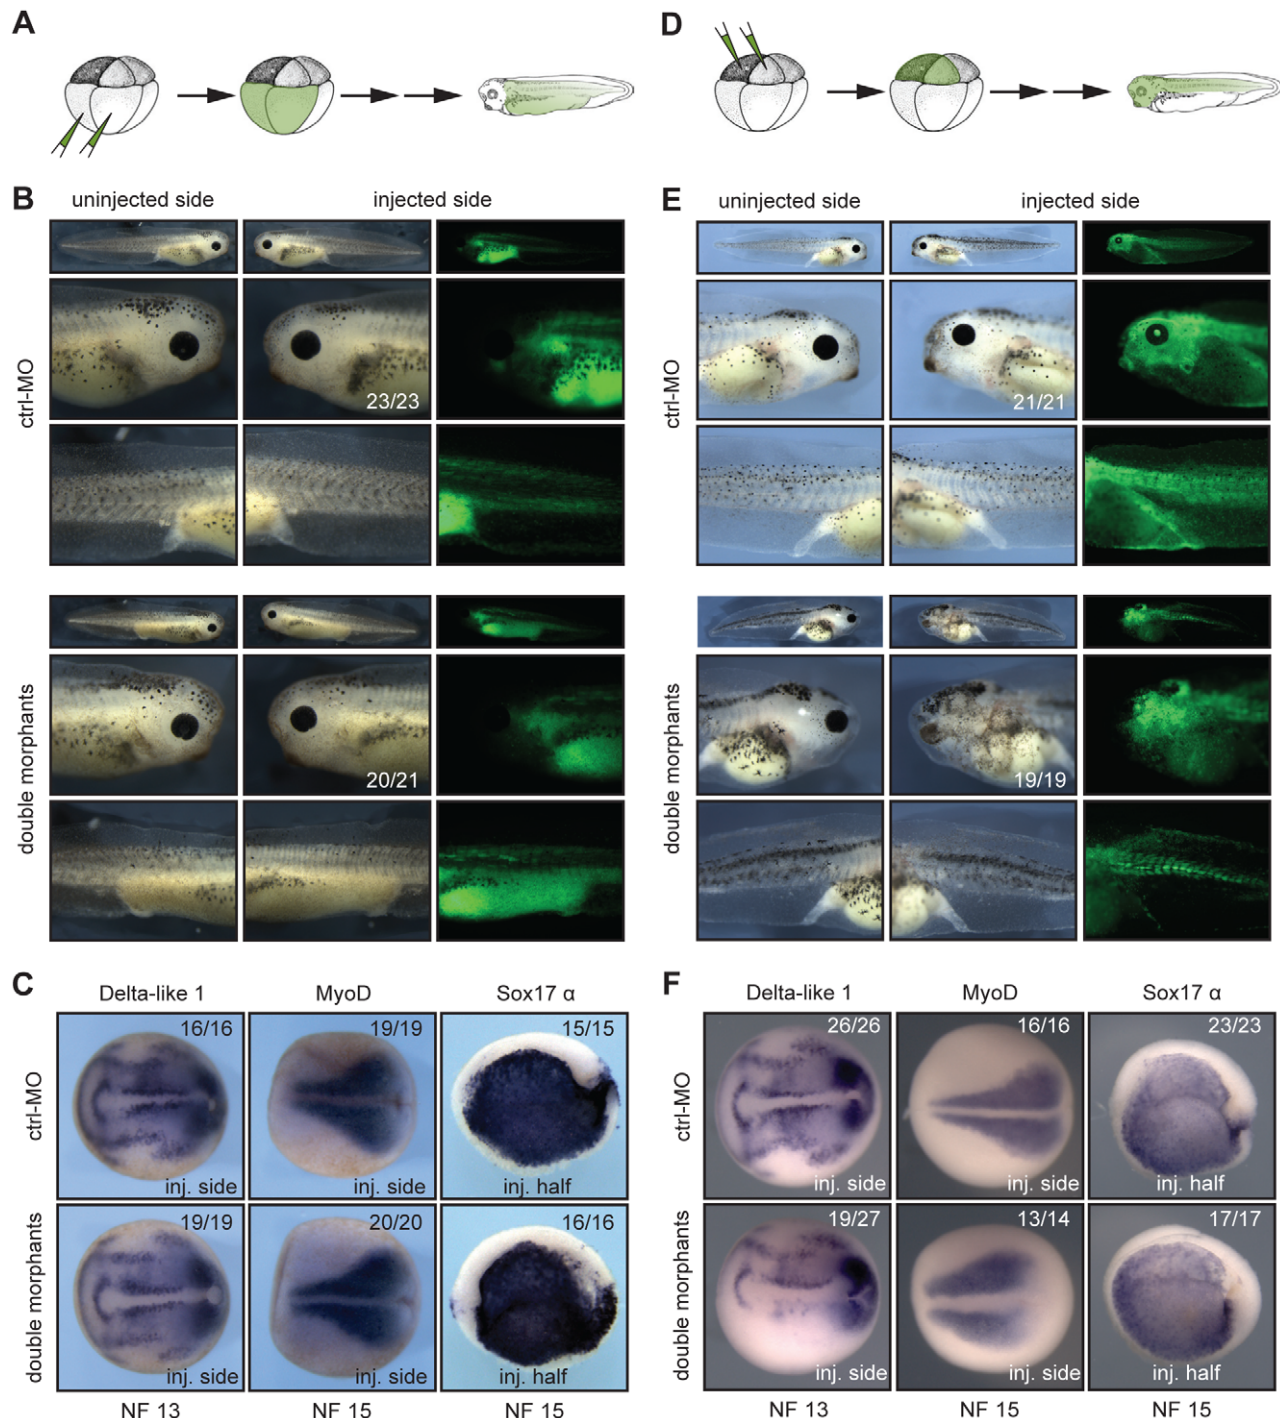 A
B
uninjected side
injected side
ctrl-MO
23/23
double morphants
20/21
C
Delta-like 1
MyoD
Sox17 α
ctrl-MO
16/16
19/19
15/15
inj. side
inj. side
inj. half
double morphants
19/19
20/20
16/16
inj. side
inj. side
inj. half
NF 13
NF 15
NF 15
D
E
uninjected side
injected side
ctrl-MO
21/21
double morphants
19/19
F
Delta-like 1
MyoD
Sox17 α
ctrl-MO
26/26
16/16
23/23
inj. side
inj. side
inj. half
double morphants
19/27
13/14
17/17
inj. side
inj. side
inj. half
NF 13
NF 15
NF 15